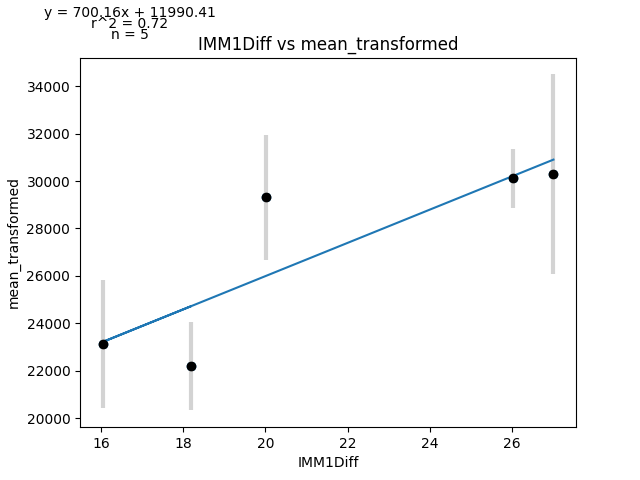 y = 700.16x + 11990.41
r^2 = 0.72
n = 5
IMM1Diff vs mean_transformed
34000
32000
30000
28000
26000
24000
22000
20000
mean_transformed
16 18 20 22 24 26
IMM1Diff